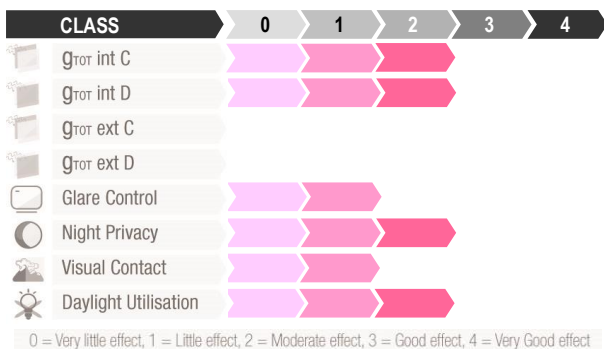 CLASS 0 1 2 3 4
gTOT int C
gTOT int D
gTOT ext C
gTOT ext D
Glare Control
Night Privacy
Visual Contact
Daylight Utilisation
0 = Very little effect, 1 = Little effect, 2 = Moderate effect, 3 = Good effect, 4 = Very Good effect